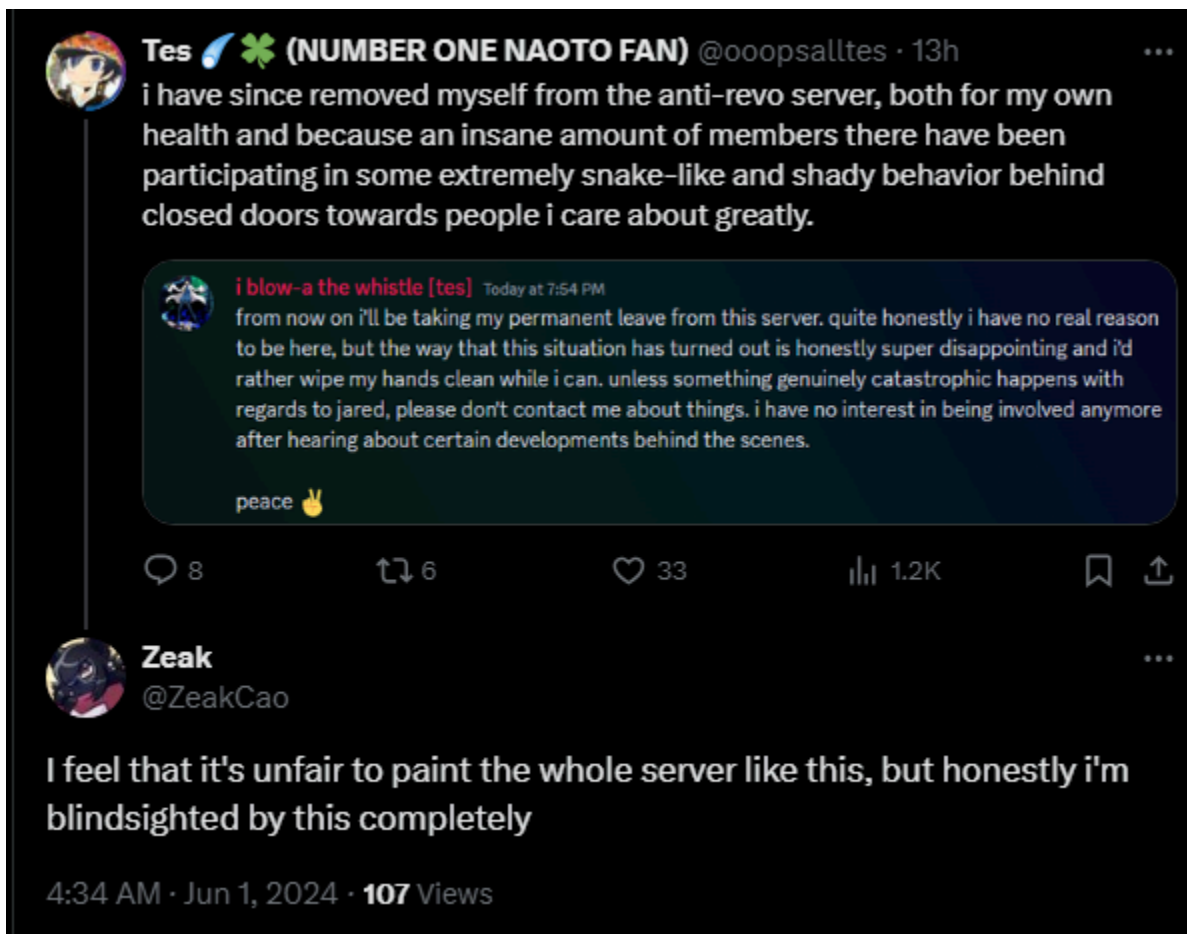 Tes ☄️ 🍀 (NUMBER ONE NAOTO FAN) @ooopsalltes · 13h
i have since removed myself from the anti-revo server, both for my own
health and because an insane amount of members there have been
participating in some extremely snake-like and shady behavior behind
closed doors towards people i care about greatly.
i blow-a the whistle [tes] Today at 7:54 PM
from now on i'll be taking my permanent leave from this server. quite honestly i have no real reason
to be here, but the way that this situation has turned out is honestly super disappointing and i'd
rather wipe my hands clean while i can. unless something genuinely catastrophic happens with
regards to jared, please don't contact me about things. i have no interest in being involved anymore
after hearing about certain developments behind the scenes.
peace ✌️
8 6 33 1.2K
Zeak
@ZeakCao
I feel that it's unfair to paint the whole server like this, but honestly i'm
blindsighted by this completely
4:34 AM · Jun 1, 2024 · 107 Views